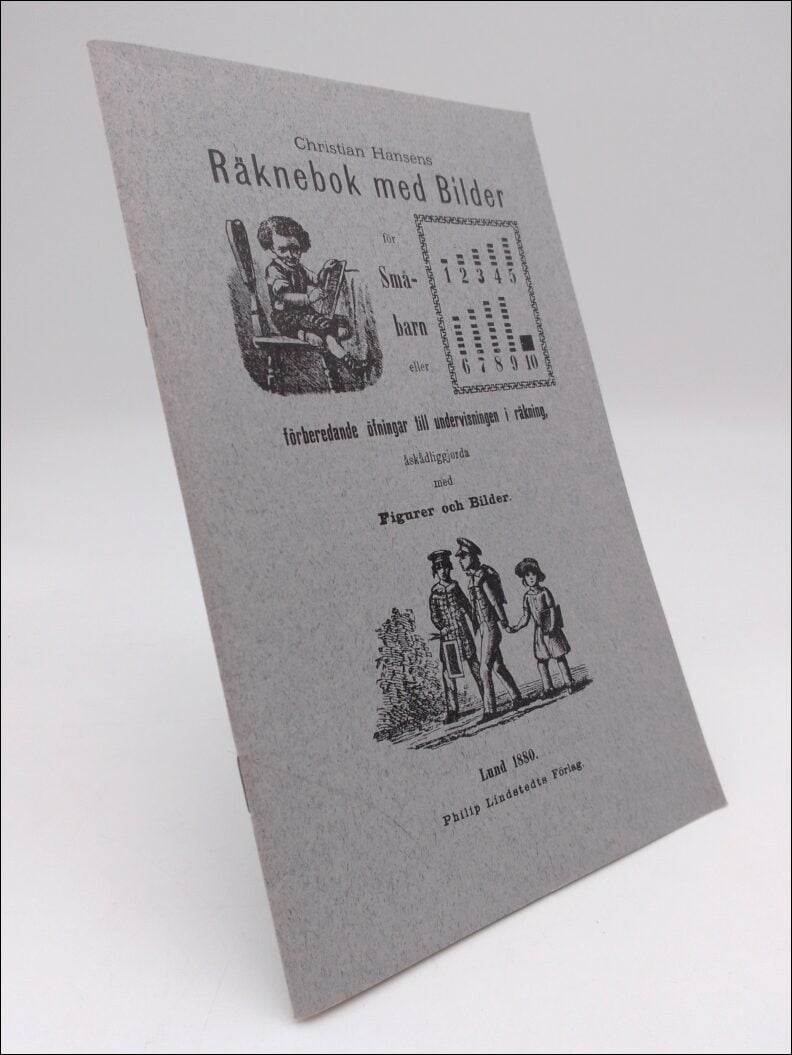 Christian Hansens
Räknebok med Bilder
för
Små-
barn
eller
1 2 3 4 5
6 7 8 9 10
förberedande öfningar till undervisningen i räkning,
åskådliggjorda
med
Figurer och Bilder.
Lund 1880.
Philip Lindstedts Förlag.